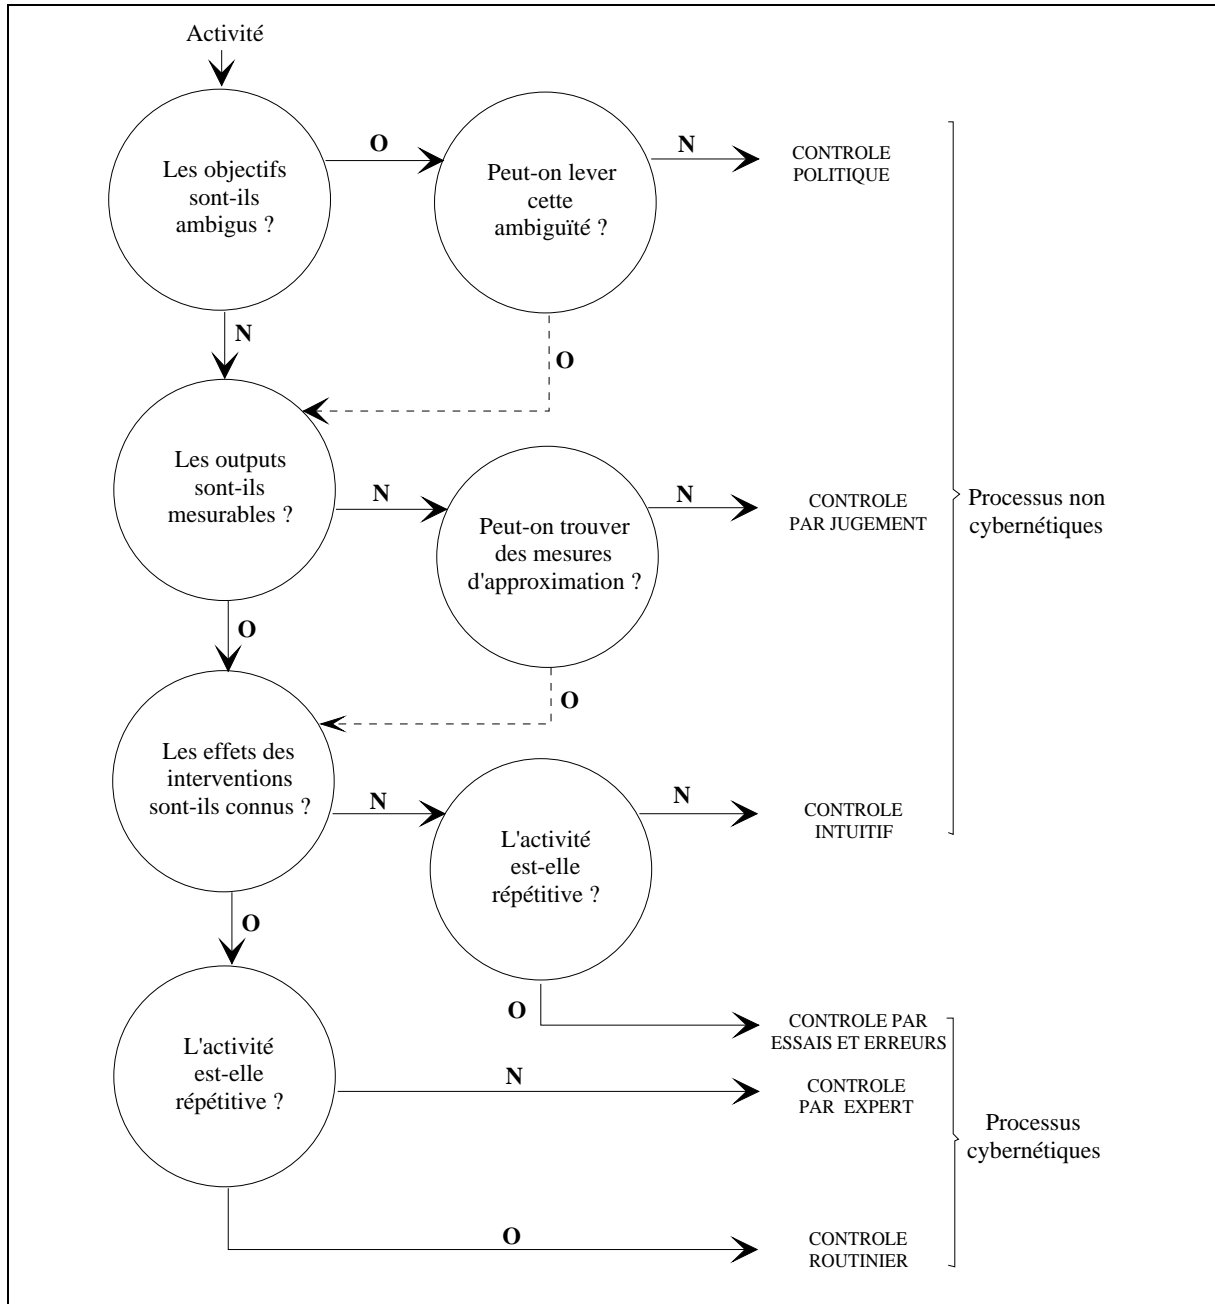 Activité
Les objectifs
sont-ils
ambigus ?
O
Peut-on lever
cette
ambiguïté ?
N
CONTROLE
POLITIQUE
N
O
Les outputs
sont-ils
mesurables ?
N
Peut-on trouver
des mesures
d'approximation ?
N
CONTROLE
PAR JUGEMENT
Processus non
cybernétiques
O
O
Les effets des
interventions
sont-ils connus ?
N
L'activité
est-elle
répétitive ?
N
CONTROLE
INTUITIF
O
O
CONTROLE PAR
ESSAIS ET ERREURS
L'activité
est-elle
répétitive ?
N
CONTROLE
PAR EXPERT
Processus
cybernétiques
O
CONTROLE
ROUTINIER